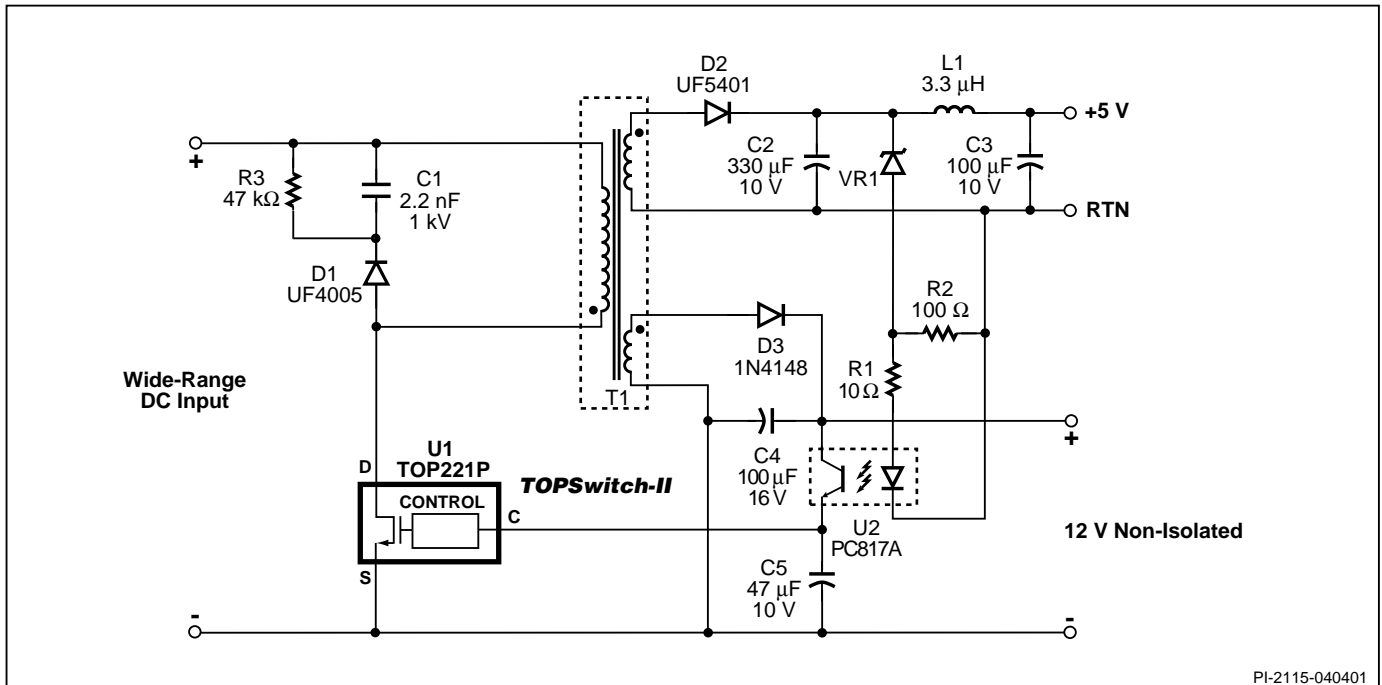 D2
UF5401
L1
3.3 µH
+5 V
+
R3
47 kΩ
C1
2.2 nF
1 kV
C2
330 µF
10 V
VR1
C3
100 µF
10 V
RTN
D1
UF4005
R2
100 Ω
D3
1N4148
R1
10 Ω
T1
Wide-Range
DC Input
+
C4
100 µF
16 V
U1
TOP221P
D
TOPSwitch-II
CONTROL
C
S
U2
PC817A
12 V Non-Isolated
C5
47 µF
10 V
-
-
PI-2115-040401